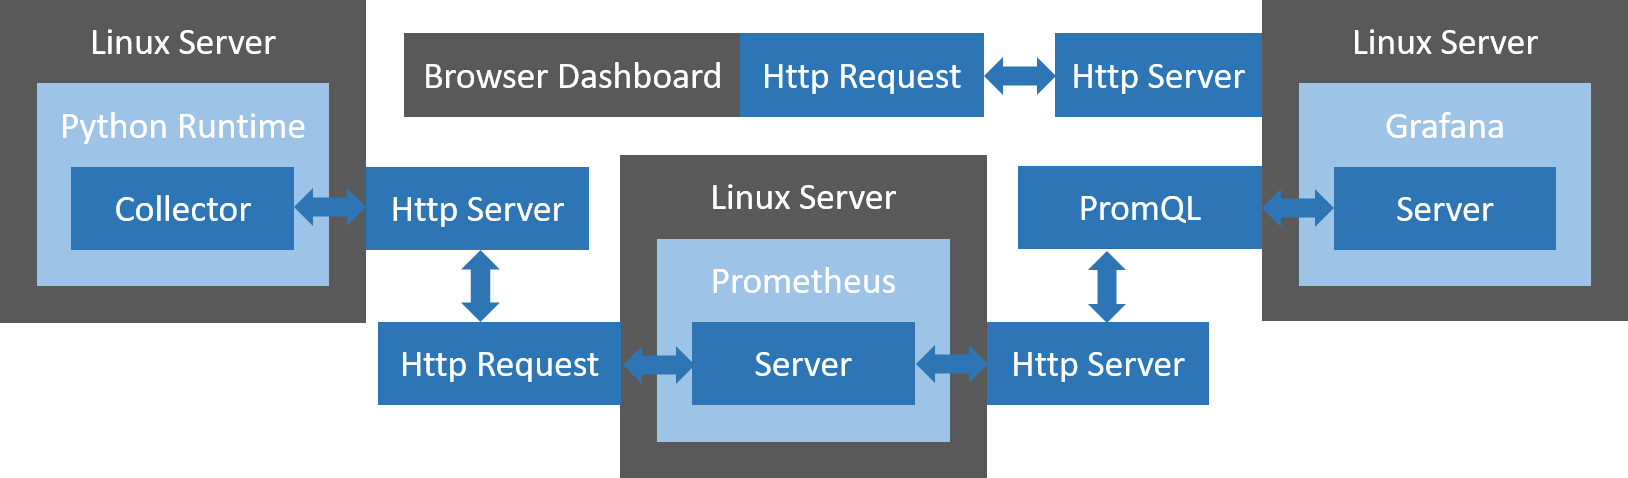 Linux Server
Python Runtime
Collector
Http Server
Http Request
Browser Dashboard
Http Request
Http Server
Linux Server
Prometheus
Server
Http Server
PromQL
Linux Server
Grafana
Server